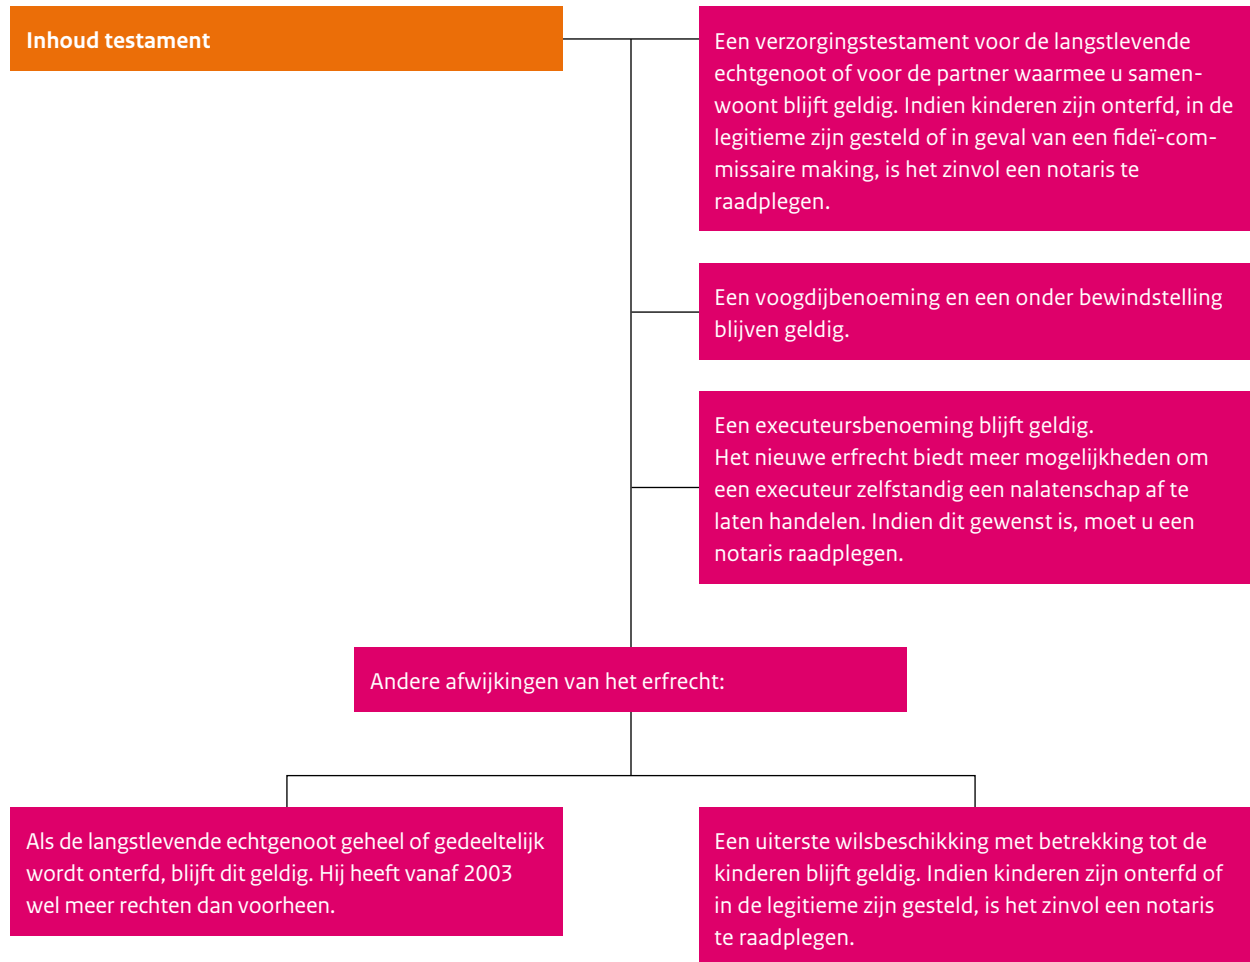 Inhoud testament
Een verzorgingstestament voor de langstlevende
echtgenoot of voor de partner waarmee u samen-
woont blijft geldig. Indien kinderen zijn onterfd, in de
legitieme zijn gesteld of in geval van een fideï-com-
missaire making, is het zinvol een notaris te
raadplegen.
Een voogdijbenoeming en een onder bewindstelling
blijven geldig.
Een executeursbenoeming blijft geldig.
Het nieuwe erfrecht biedt meer mogelijkheden om
een executeur zelfstandig een nalatenschap af te
laten handelen. Indien dit gewenst is, moet u een
notaris raadplegen.
Andere afwijkingen van het erfrecht:
Als de langstlevende echtgenoot geheel of gedeeltelijk
wordt onterfd, blijft dit geldig. Hij heeft vanaf 2003
wel meer rechten dan voorheen.
Een uiterste wilsbeschikking met betrekking tot de
kinderen blijft geldig. Indien kinderen zijn onterfd of
in de legitieme zijn gesteld, is het zinvol een notaris
te raadplegen.